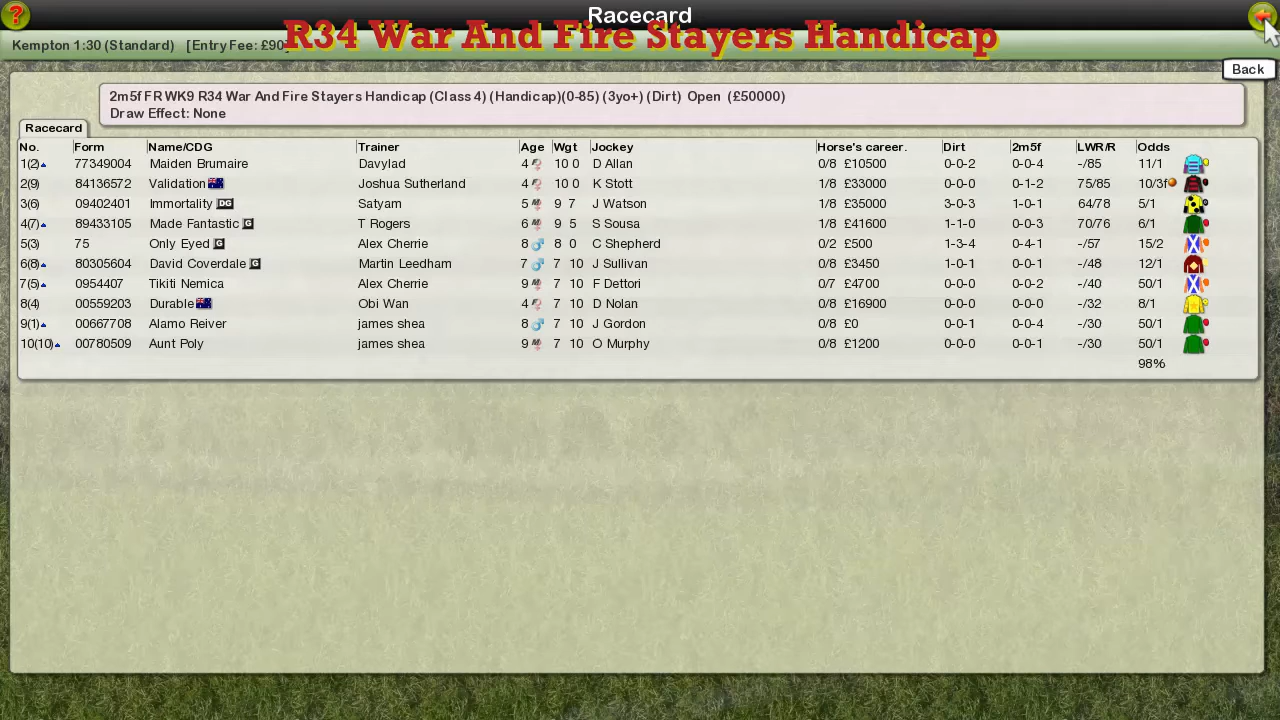 Racecard
R34 War And Fire Stayers Handicap
Kempton 1:30 (Standard) [Entry Fee: £90]
Back
2m5f FR WK9 R34 War And Fire Stayers Handicap (Class 4) (Handicap)(0-85) (3yo+) (Dirt) Open (£50000)
Draw Effect: None
Racecard
No. Form Name/CDG Trainer Age Wgt Jockey Horse's career. Dirt 2m5f LWR/R Odds
1(2) 77349004 Maiden Brumaire Davylad 4 10 0 D Allan 0/8 £10500 0-0-2 0-0-4 -/85 11/1
2(9) 84136572 Validation Joshua Sutherland 4 10 0 K Stott 1/8 £33000 0-0-0 0-1-2 75/85 10/3f
3(6) 09402401 Immortality DG Satyam 5 9 7 J Watson 1/8 £35000 3-0-3 1-0-1 64/78 5/1
4(7) 89433105 Made Fantastic G T Rogers 6 9 5 S Sousa 1/8 £41600 1-1-0 0-0-3 70/76 6/1
5(3) 75 Only Eyed G Alex Cherrie 8 8 0 C Shepherd 0/2 £500 1-3-4 0-4-1 -/57 15/2
6(8) 80305604 David Coverdale G Martin Leedham 7 7 10 J Sullivan 0/8 £3450 1-0-1 0-0-1 -/48 12/1
7(5) 0954407 Tikiti Nemica Alex Cherrie 9 7 10 F Dettori 0/7 £4700 0-0-0 0-0-2 -/40 50/1
8(4) 00559203 Durable Obi Wan 4 7 10 D Nolan 0/8 £16900 0-0-0 0-0-0 -/32 8/1
9(1) 00667708 Alamo Reiver james shea 8 7 10 J Gordon 0/8 £0 0-0-1 0-0-4 -/30 50/1
10(10) 00780509 Aunt Poly james shea 9 7 10 O Murphy 0/8 £1200 0-0-0 0-0-1 -/30 50/1
98%